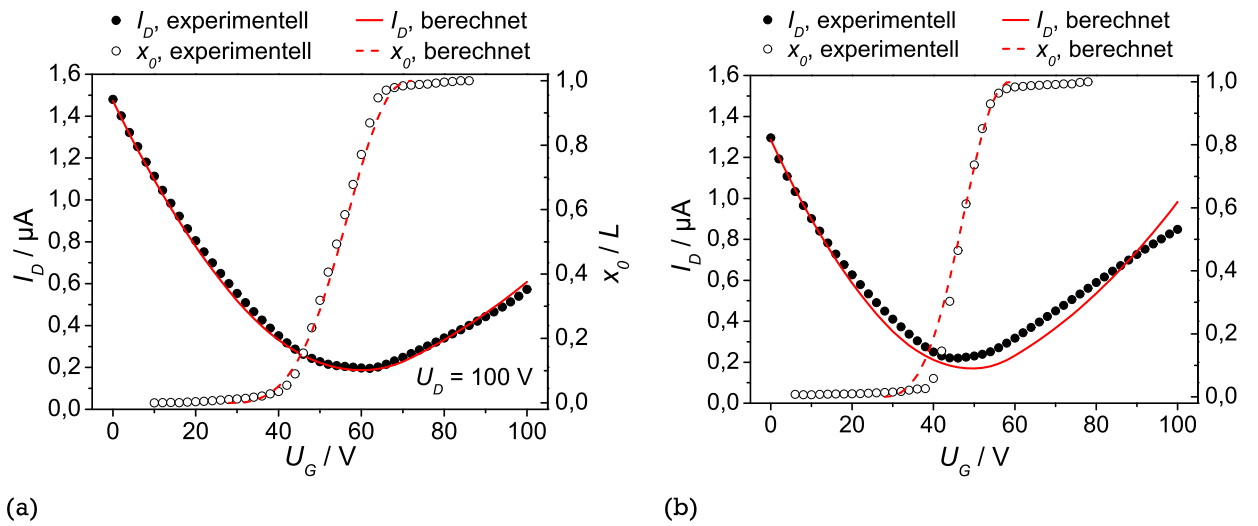 I_D, experimentell I_D, berechnet
x_0, experimentell x_0, berechnet
1,6
1,4
1,2
1,0
0,8
0,6
0,4
0,2
0,0
I_D / µA
1,0
0,8
0,6
0,4
0,2
0,0
x_0 / L
U_D = 100 V
0 20 40 60 80 100
U_G / V
(a)
I_D, experimentell I_D, berechnet
x_0, experimentell x_0, berechnet
1,6
1,4
1,2
1,0
0,8
0,6
0,4
0,2
0,0
I_D / µA
1,0
0,8
0,6
0,4
0,2
0,0
0 20 40 60 80 100
U_G / V
(b)